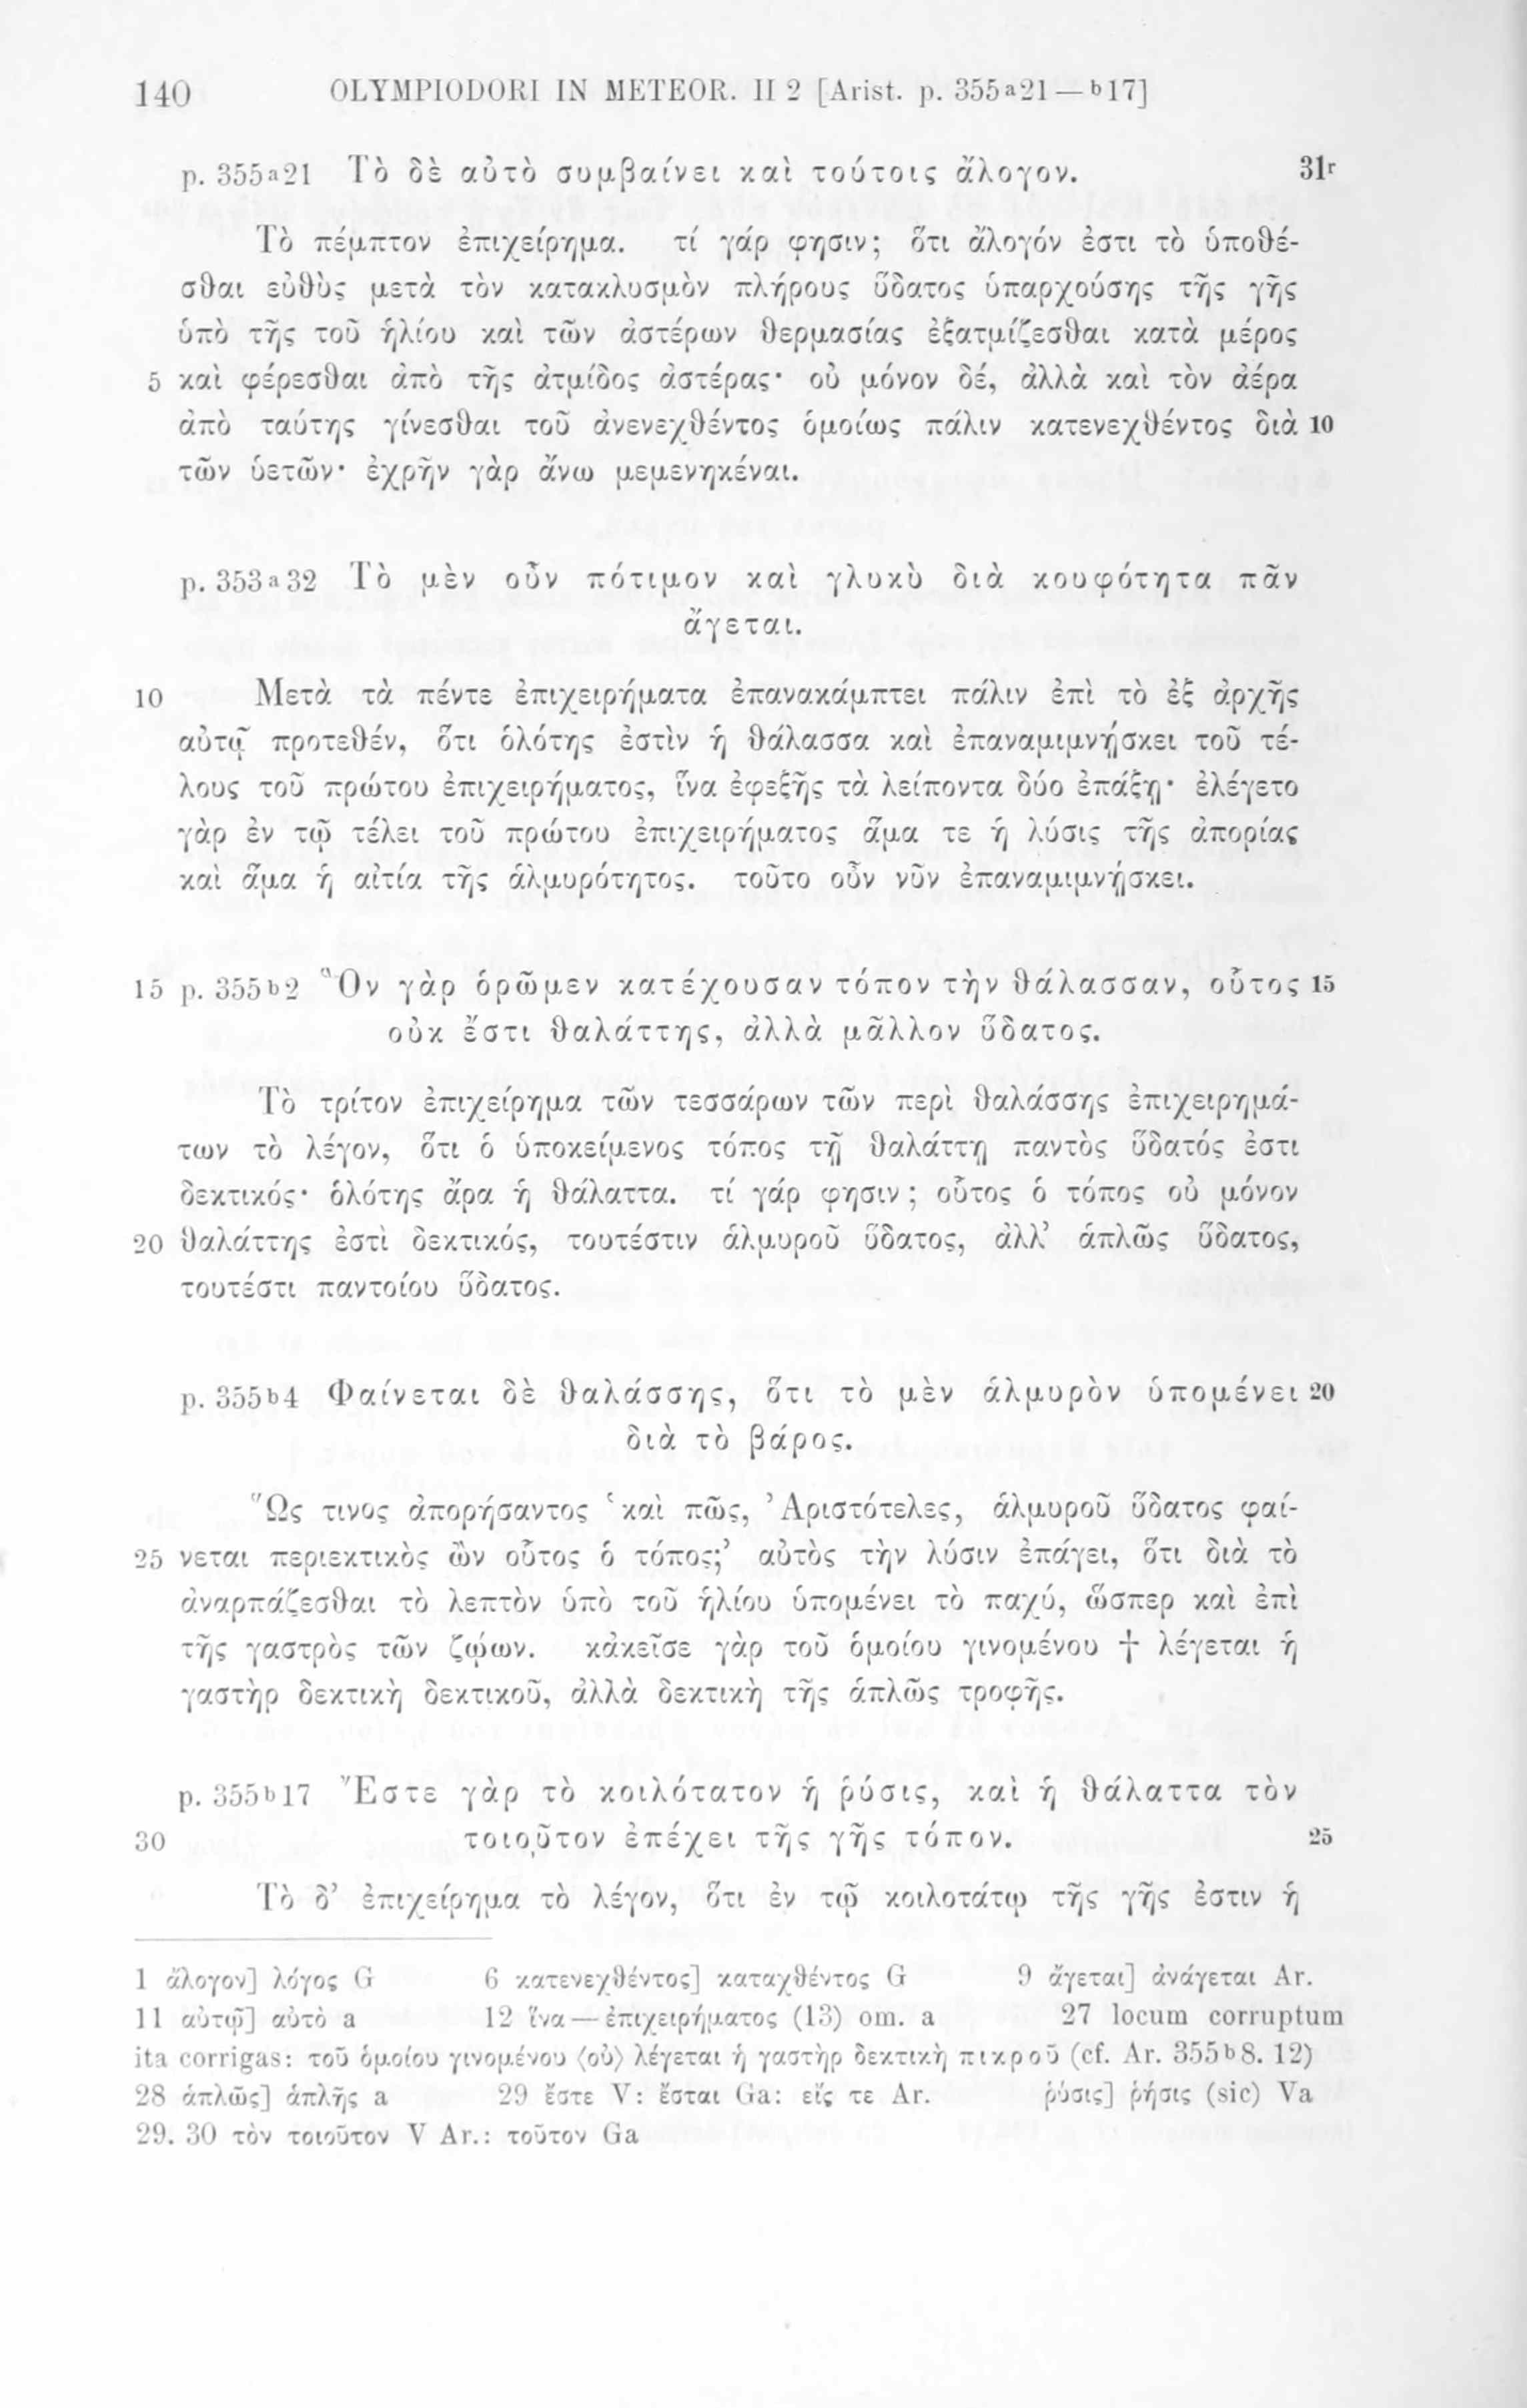 140 OLYMPIODORI IN METEOR. II 2 [Arist. p. 355a21 — b17]
p. 355a21 Τὸ δὲ αὐτὸ συμβαίνει καὶ τούτοις ἄλογον. 31r
Τὸ πέμπτον ἐπιχείρημα. τί γάρ φησιν; ὅτι ἄλογόν ἐστι τὸ ὑποθέ-
σθαι εὐθὺς μετὰ τὸν κατακλυσμὸν πλήρους ὕδατος ὑπαρχούσης τῆς γῆς
ὑπὸ τῆς τοῦ ἡλίου καὶ τῶν ἀστέρων θερμασίας ἐξατμίζεσθαι κατὰ μέρος
5 καὶ φέρεσθαι ἀπὸ τῆς ἀτμίδος ἀστέρας· οὐ μόνον δέ, ἀλλὰ καὶ τὸν ἀέρα
ἀπὸ ταύτης γίνεσθαι τοῦ ἀνενεχθέντος ὁμοίως πάλιν κατενεχθέντος διὰ 10
τῶν ὑετῶν· ἐχρῆν γὰρ ἄνω μεμενηκέναι.
p. 353a32 Τὸ μὲν οὖν πότιμον καὶ γλυκὺ διὰ κουφότητα πᾶν
ἄγεται.
10 Μετὰ τὰ πέντε ἐπιχειρήματα ἐπανακάμπτει πάλιν ἐπὶ τὸ ἐξ ἀρχῆς
αὐτῷ προτεθέν, ὅτι ὁλότης ἐστὶν ἡ θάλασσα καὶ ἐπαναμιμνῄσκει τοῦ τέ-
λους τοῦ πρώτου ἐπιχειρήματος, ἵνα ἐφεξῆς τὰ λείποντα δύο ἐπάξῃ· ἐλέγετο
γὰρ ἐν τῷ τέλει τοῦ πρώτου ἐπιχειρήματος ἅμα τε ἡ λύσις τῆς ἀπορίας
καὶ ἅμα ἡ αἰτία τῆς ἁλμυρότητος. τοῦτο οὖν νῦν ἐπαναμιμνῄσκει.
15 p. 355b2 Ὃν γὰρ ὁρῶμεν κατέχουσαν τόπον τὴν θάλασσαν, οὗτος 15
οὐκ ἔστι θαλάττης, ἀλλὰ μᾶλλον ὕδατος.
Τὸ τρίτον ἐπιχείρημα τῶν τεσσάρων τῶν περὶ θαλάσσης ἐπιχειρημά-
των τὸ λέγον, ὅτι ὁ ὑποκείμενος τόπος τῇ θαλάττῃ παντὸς ὕδατός ἐστι
δεκτικός· ὁλότης ἄρα ἡ θάλαττα. τί γάρ φησιν; οὗτος ὁ τόπος οὐ μόνον
20 θαλάττης ἐστὶ δεκτικός, τουτέστιν ἁλμυροῦ ὕδατος, ἀλλ’ ἁπλῶς ὕδατος,
τουτέστι παντοίου ὕδατος.
p. 355b4 Φαίνεται δὲ θαλάσσης, ὅτι τὸ μὲν ἁλμυρὸν ὑπομένει 20
διὰ τὸ βάρος.
Ὥς τινος ἀπορήσαντος ‘καὶ πῶς, Ἀριστότελες, ἁλμυροῦ ὕδατος φαί-
25 νεται περιεκτικὸς ὢν οὗτος ὁ τόπος;’ αὐτὸς τὴν λύσιν ἐπάγει, ὅτι διὰ τὸ
ἀναρπάζεσθαι τὸ λεπτὸν ὑπὸ τοῦ ἡλίου ὑπομένει τὸ παχύ, ὥσπερ καὶ ἐπὶ
τῆς γαστρὸς τῶν ζῴων. κἀκεῖσε γὰρ τοῦ ὁμοίου γινομένου † λέγεται ἡ
γαστὴρ δεκτικὴ δεκτικοῦ, ἀλλὰ δεκτικὴ τῆς ἁπλῶς τροφῆς.
p. 355b17 Ἔστε γὰρ τὸ κοιλότατον ἡ ῥύσις, καὶ ἡ θάλαττα τὸν
30 τοιοῦτον ἐπέχει τῆς γῆς τόπον. 25
Τὸ δ’ ἐπιχείρημα τὸ λέγον, ὅτι ἐν τῷ κοιλοτάτῳ τῆς γῆς ἐστιν ἡ
1 ἄλογον] λόγος G 6 κατενεχθέντος] καταχθέντος G 9 ἄγεται] ἀνάγεται Ar.
11 αὐτῷ] αὐτὸ a 12 ἵνα — ἐπιχειρήματος (13) om. a 27 locum corruptum
ita corrigas: τοῦ ὁμοίου γινομένου ⟨οὐ⟩ λέγεται ἡ γαστὴρ δεκτικὴ πικροῦ (cf. Ar. 355b8. 12)
28 ἁπλῶς] ἁπλῆς a 29 ἔστε V: ἔσται Ga: εἴς τε Ar. ῥύσις] ῥήσις (sic) Va
29. 30 τὸν τοιοῦτον V Ar.: τοῦτον Ga